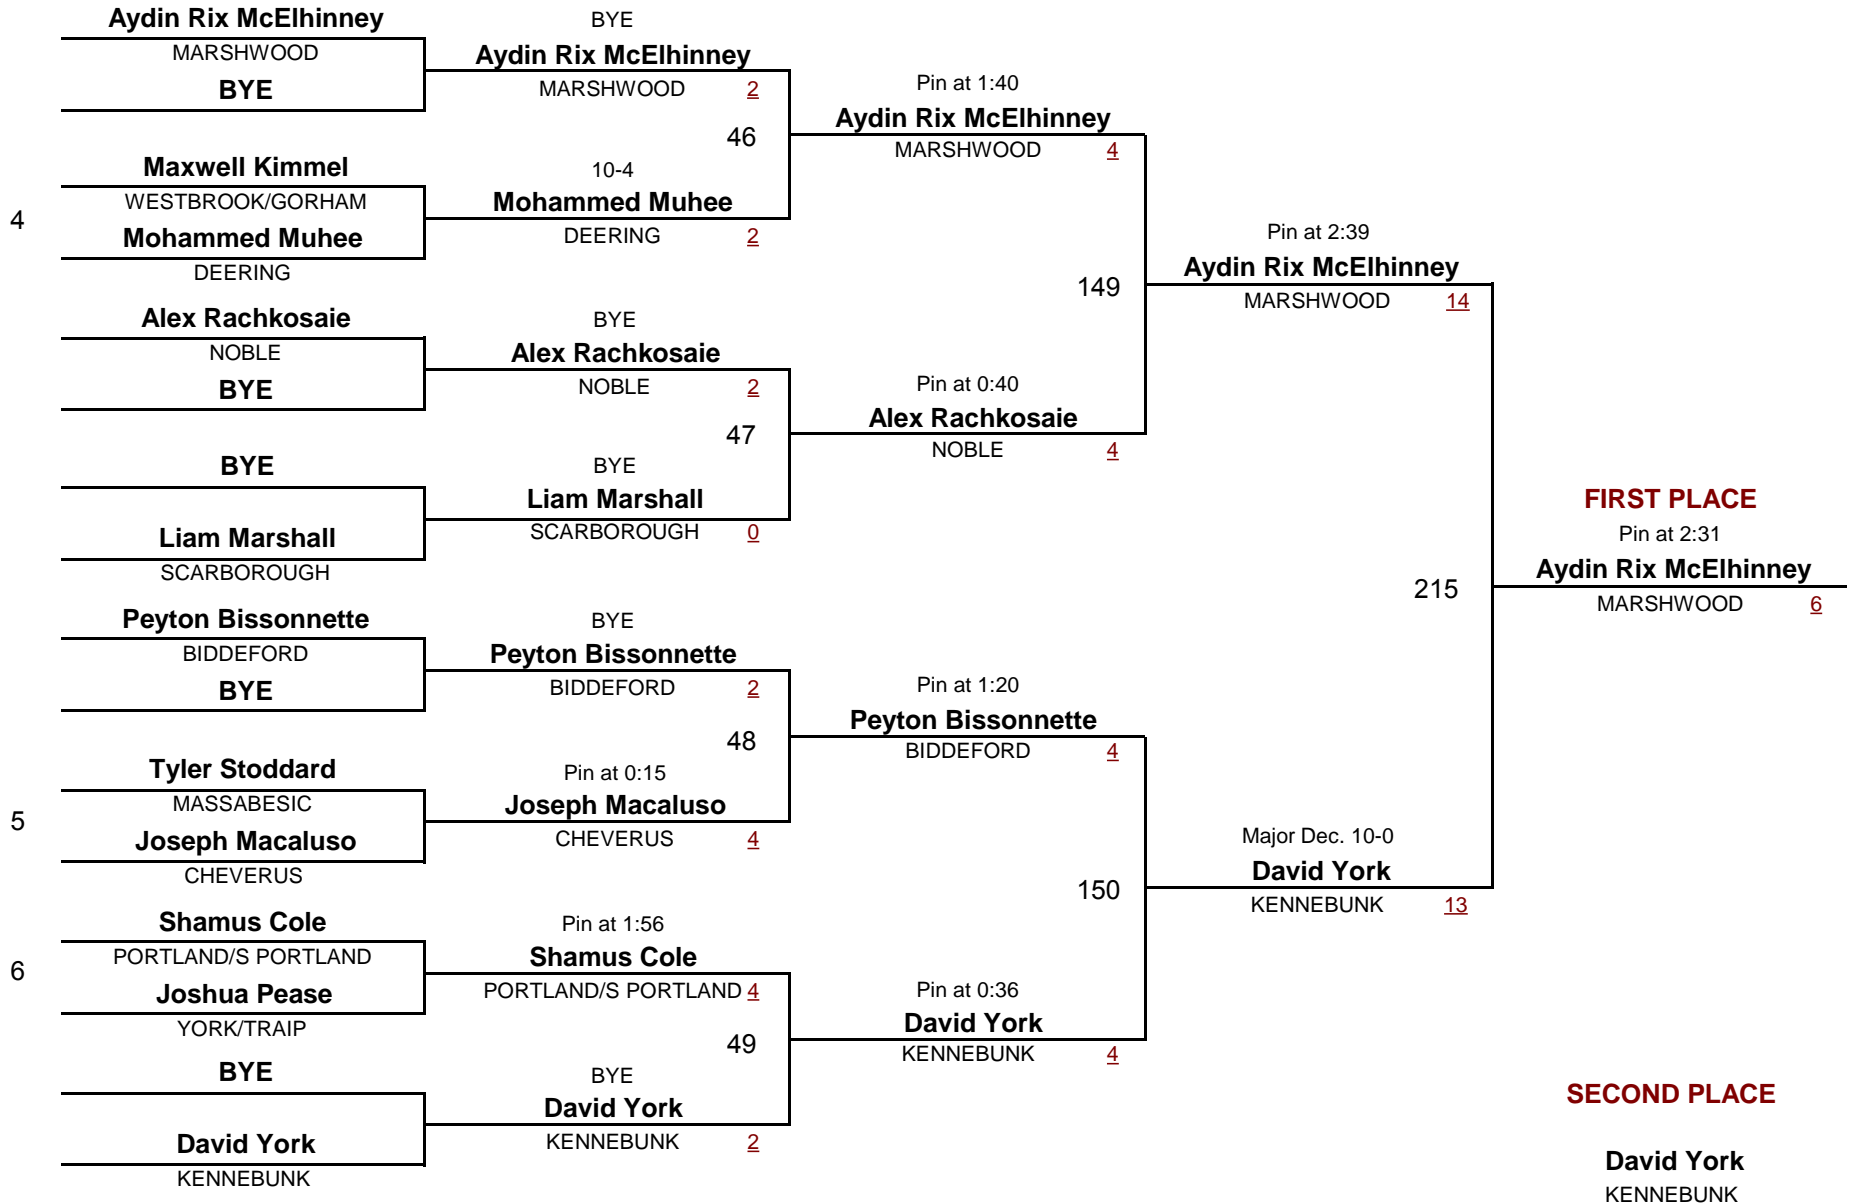 Aydin Rix McElhinney
MARSHWOOD
BYE
4
Maxwell Kimmel
WESTBROOK/GORHAM
Mohammed Muhee
DEERING
Alex Rachkosaie
NOBLE
BYE
BYE
Liam Marshall
SCARBOROUGH
Peyton Bissonnette
BIDDEFORD
BYE
5
Tyler Stoddard
MASSABESIC
Joseph Macaluso
CHEVERUS
6
Shamus Cole
PORTLAND/S PORTLAND
Joshua Pease
YORK/TRAIP
BYE
David York
KENNEBUNK
BYE
Aydin Rix McElhinney
MARSHWOOD 2
46
10-4
Mohammed Muhee
DEERING 2
BYE
Alex Rachkosaie
NOBLE 2
47
BYE
Liam Marshall
SCARBOROUGH 0
BYE
Peyton Bissonnette
BIDDEFORD 2
48
Pin at 0:15
Joseph Macaluso
CHEVERUS 4
Pin at 1:56
Shamus Cole
PORTLAND/S PORTLAND 4
49
BYE
David York
KENNEBUNK 2
Pin at 1:40
Aydin Rix McElhinney
MARSHWOOD 4
149
Pin at 0:40
Alex Rachkosaie
NOBLE 4
Pin at 1:20
Peyton Bissonnette
BIDDEFORD 4
150
Pin at 0:36
David York
KENNEBUNK 4
Pin at 2:39
Aydin Rix McElhinney
MARSHWOOD 14
215
Major Dec. 10-0
David York
KENNEBUNK 13
FIRST PLACE
Pin at 2:31
Aydin Rix McElhinney
MARSHWOOD 6
SECOND PLACE
David York
KENNEBUNK